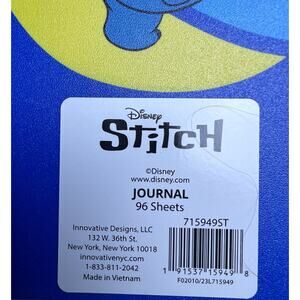 Disney
Stitch
©Disney
www.disney.com
JOURNAL
96 Sheets
715949ST
Innovative Designs, LLC
132 W. 36th St.
New York, New York 10018
innovativenyc.com
1-833-811-2042
Made in Vietnam
1 91537 15949 8
F02010/23L715949